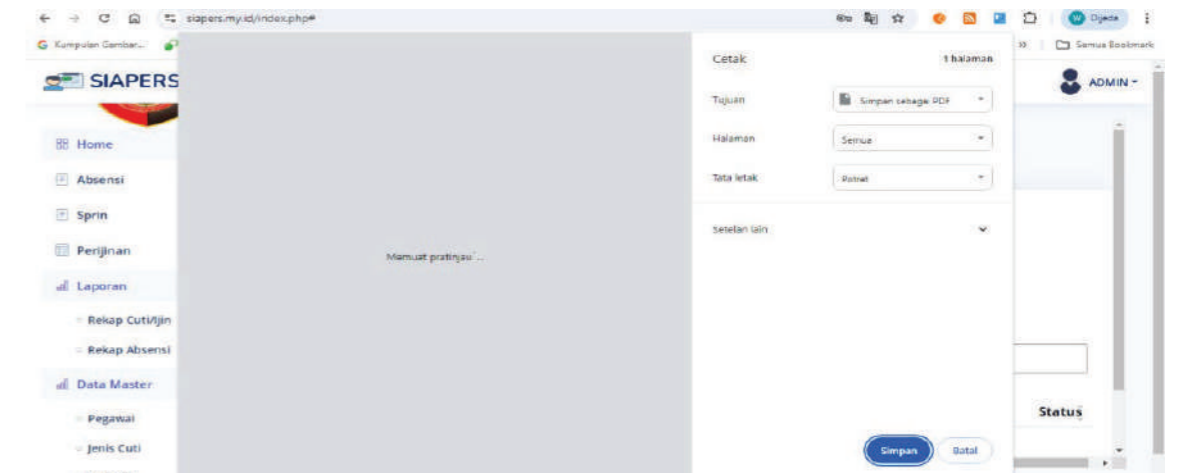 siapers.my.id/index.php#
Djeda
Kumpulan Gambar...
»
Semua Bookmark
SIAPERS
ADMIN
Home
Absensi
Sprin
Perijinan
Laporan
Rekap Cuti/Ijin
Rekap Absensi
Data Master
Pegawai
Jenis Cuti
Memuat pratinjau ...
Cetak
1 halaman
Tujuan
Simpan sebagai PDF
Halaman
Semua
Tata letak
Potret
Setelan lain
Simpan
Batal
Status